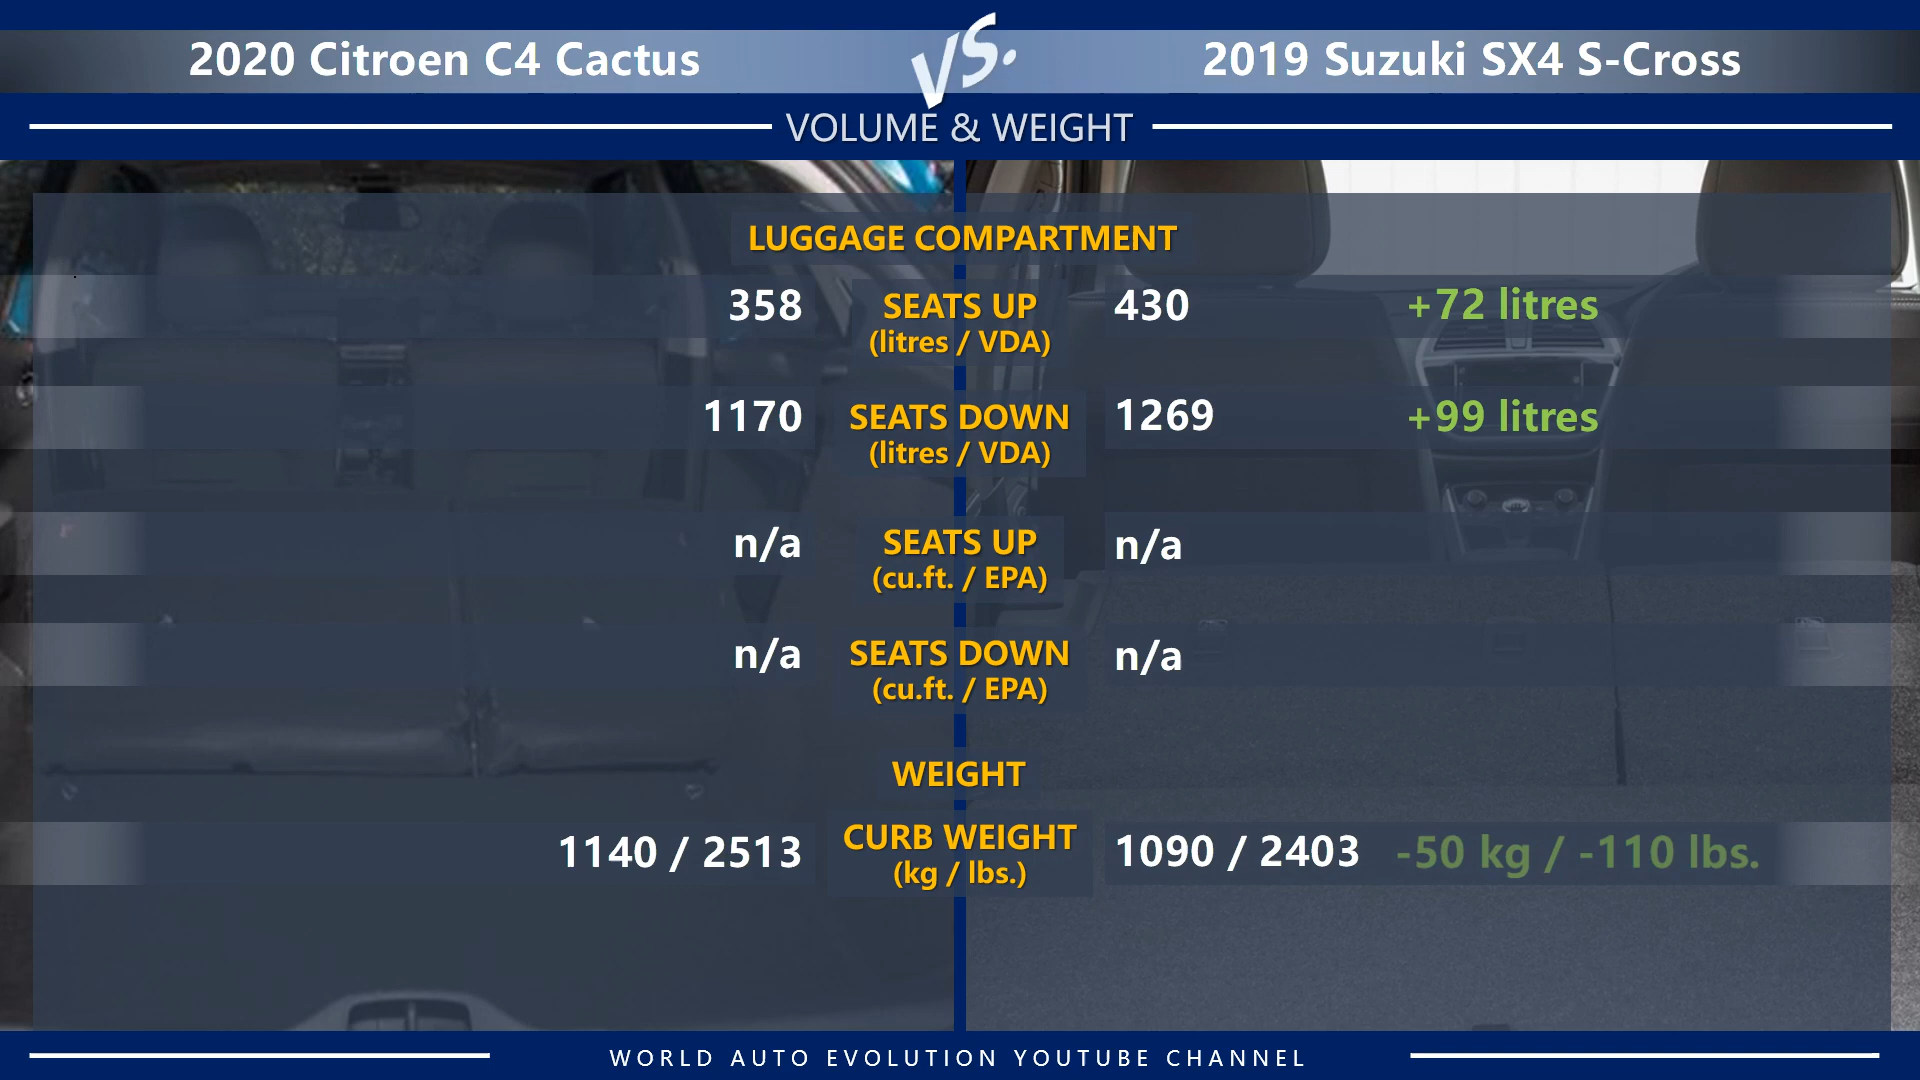 2020 Citroen C4 Cactus VS. 2019 Suzuki SX4 S-Cross
VOLUME & WEIGHT
LUGGAGE COMPARTMENT
358 SEATS UP 430 +72 litres
(litres / VDA)
1170 SEATS DOWN 1269 +99 litres
(litres / VDA)
n/a SEATS UP n/a
(cu.ft. / EPA)
n/a SEATS DOWN n/a
(cu.ft. / EPA)
WEIGHT
1140 / 2513 CURB WEIGHT 1090 / 2403 -50 kg / -110 lbs.
(kg / lbs.)
WORLD AUTO EVOLUTION YOUTUBE CHANNEL